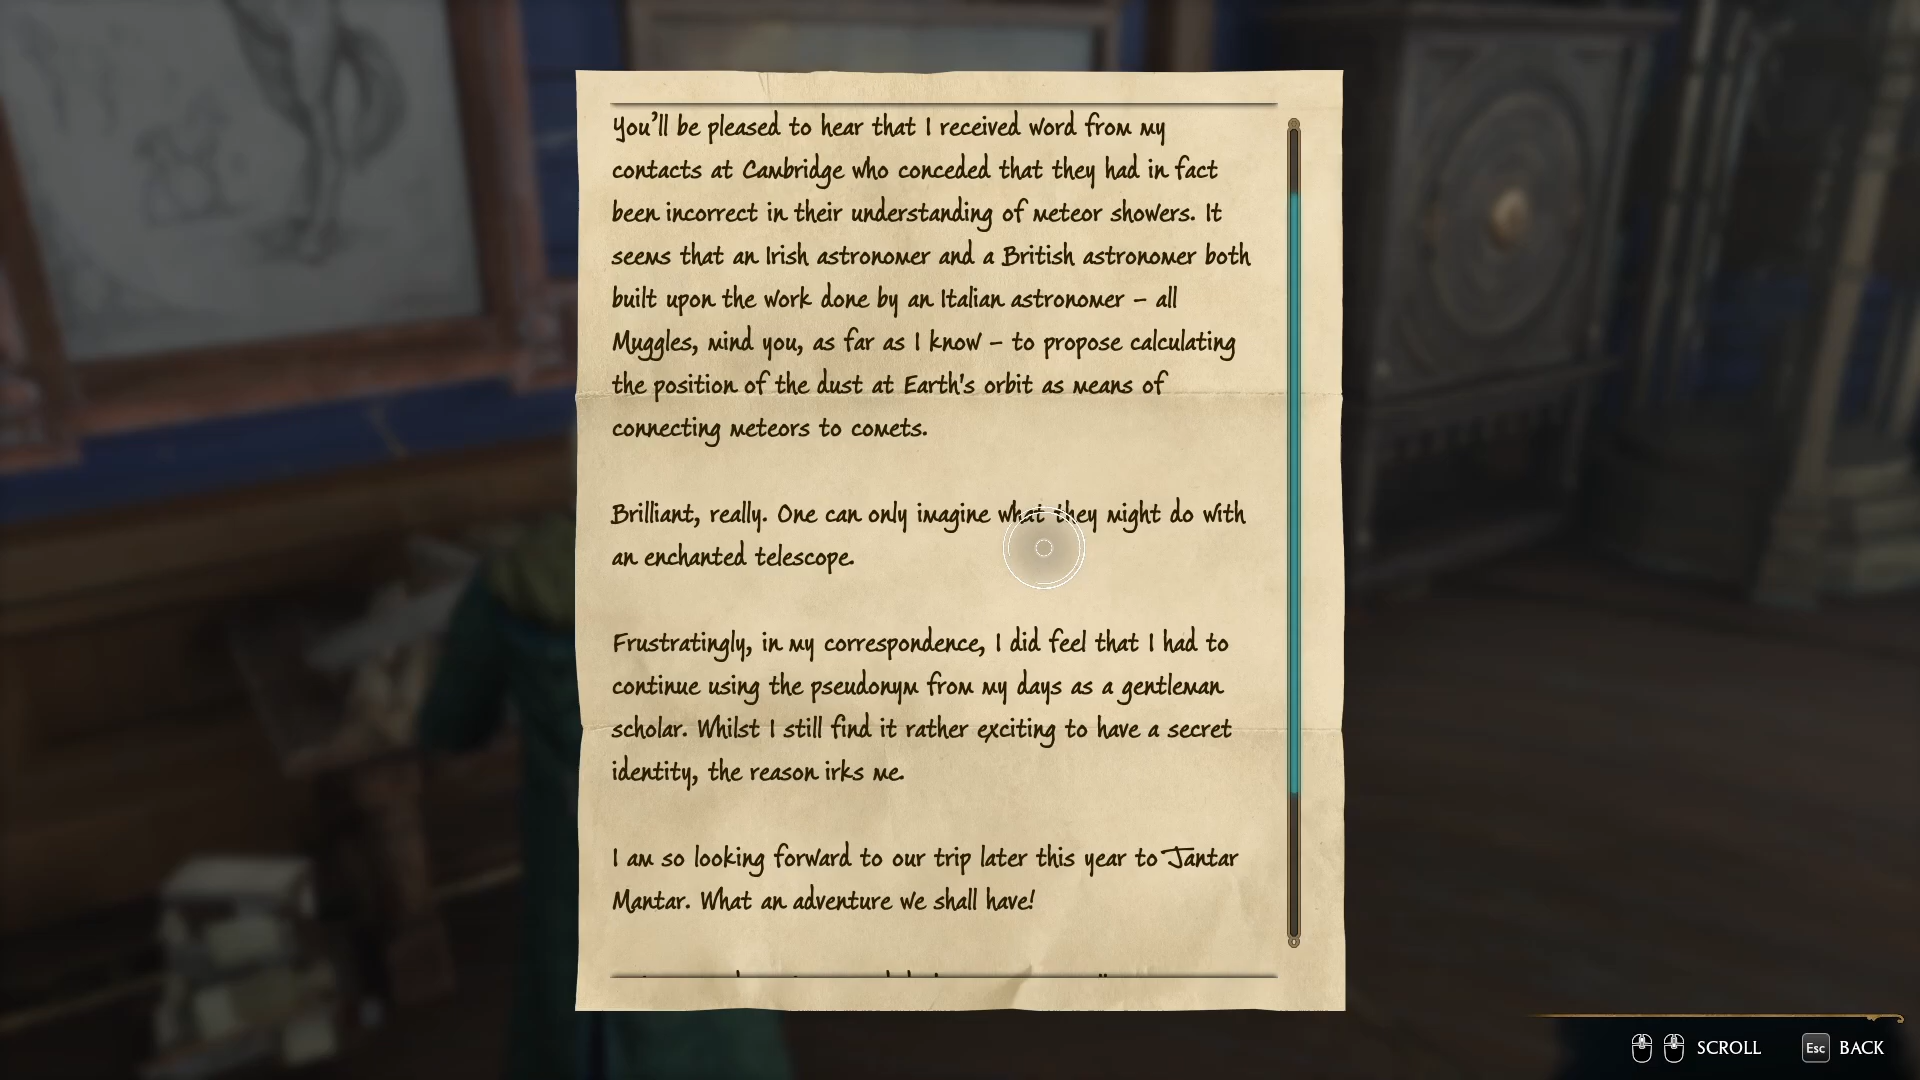 You'll be pleased to hear that I received word from my
contacts at Cambridge who conceded that they had in fact
been incorrect in their understanding of meteor showers. It
seems that an Irish astronomer and a British astronomer both
built upon the work done by an Italian astronomer – all
Muggles, mind you, as far as I know – to propose calculating
the position of the dust at Earth's orbit as means of
connecting meteors to comets.
Brilliant, really. One can only imagine what they might do with
an enchanted telescope.
Frustratingly, in my correspondence, I did feel that I had to
continue using the pseudonym from my days as a gentleman
scholar. Whilst I still find it rather exciting to have a secret
identity, the reason irks me.
I am so looking forward to our trip later this year to Jantar
Mantar. What an adventure we shall have!
SCROLL
Esc BACK